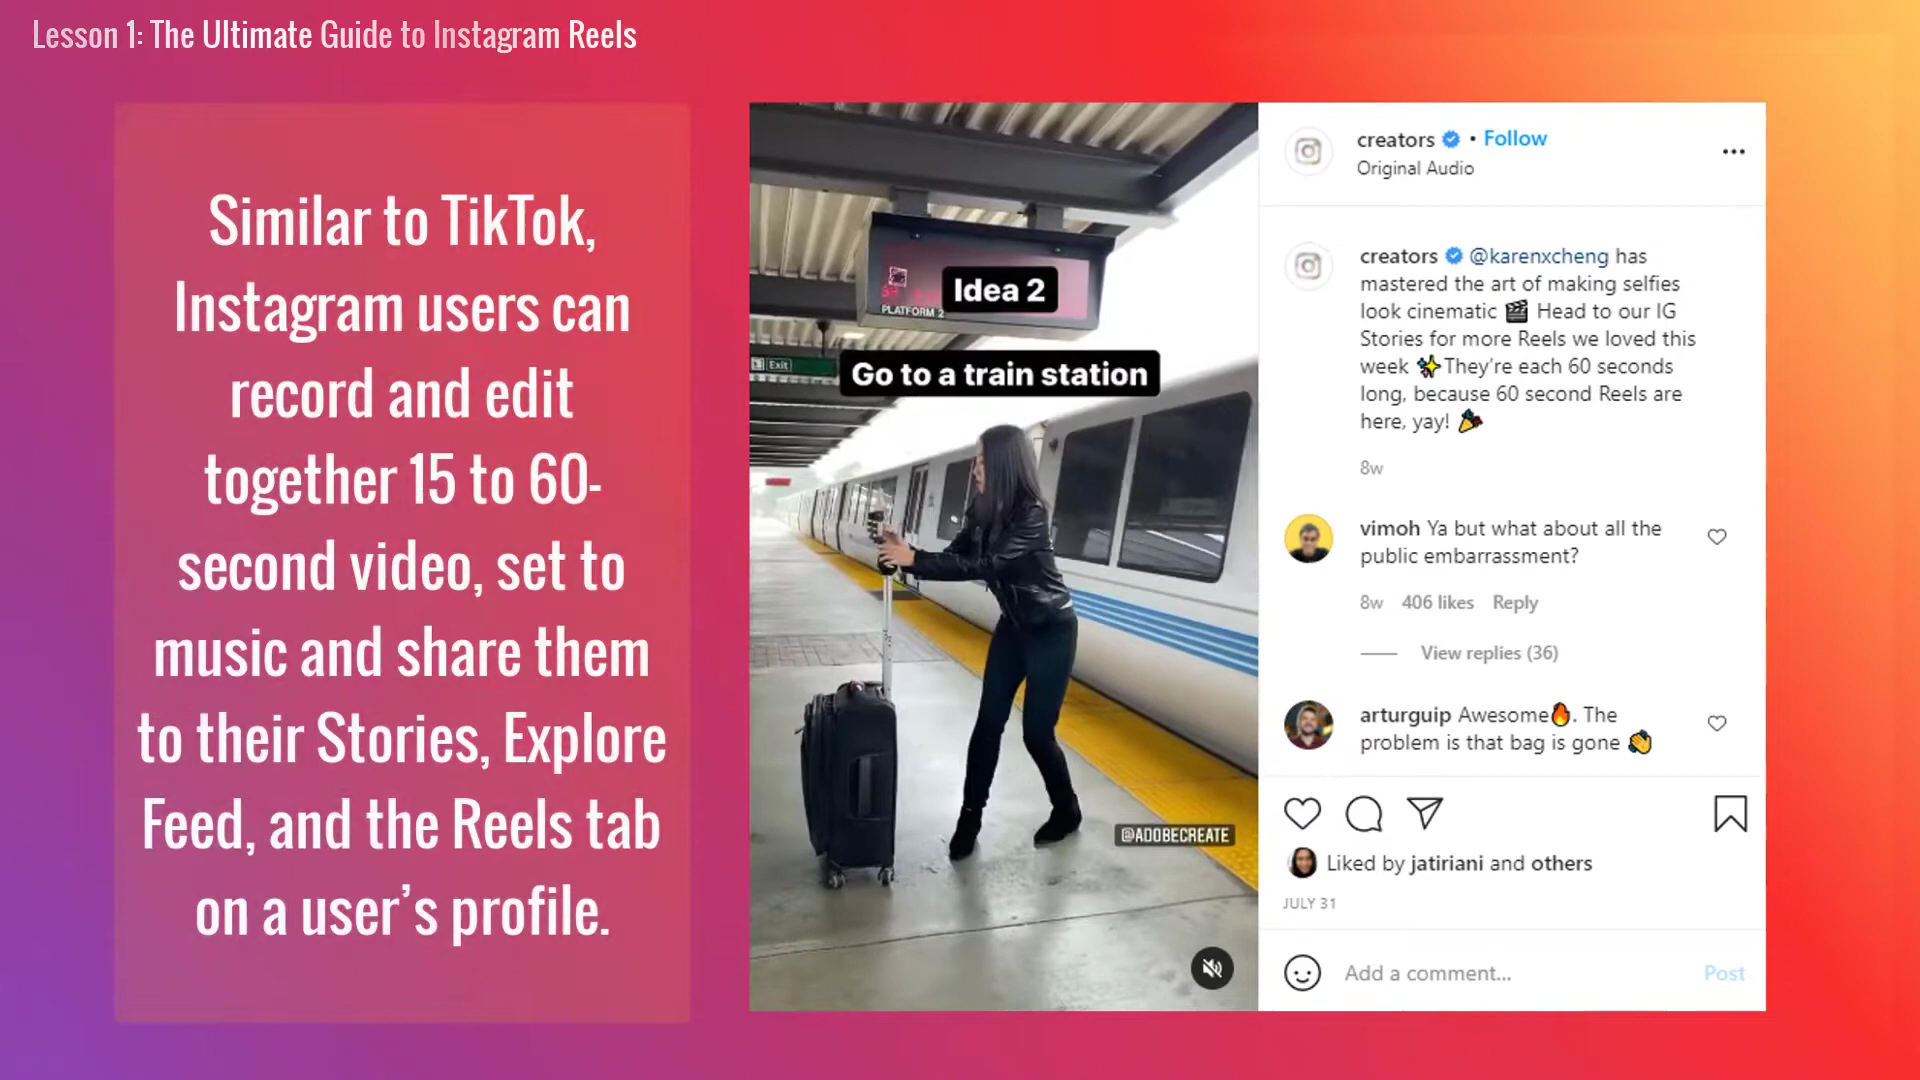 Lesson 1: The Ultimate Guide to Instagram Reels
Similar to TikTok,
Instagram users can
record and edit
together 15 to 60-
second video, set to
music and share them
to their Stories, Explore
Feed, and the Reels tab
on a user's profile.
Idea 2
PLATFORM 2
Exit
Go to a train station
@ADOBECREATE
creators • Follow
Original Audio
creators @karenxcheng has
mastered the art of making selfies
look cinematic 🎬 Head to our IG
Stories for more Reels we loved this
week ✨They're each 60 seconds
long, because 60 second Reels are
here, yay! 🎉
8w
vimoh Ya but what about all the
public embarrassment?
8w 406 likes Reply
View replies (36)
arturguip Awesome🔥. The
problem is that bag is gone 👏
Liked by jatiriani and others
JULY 31
Add a comment... Post